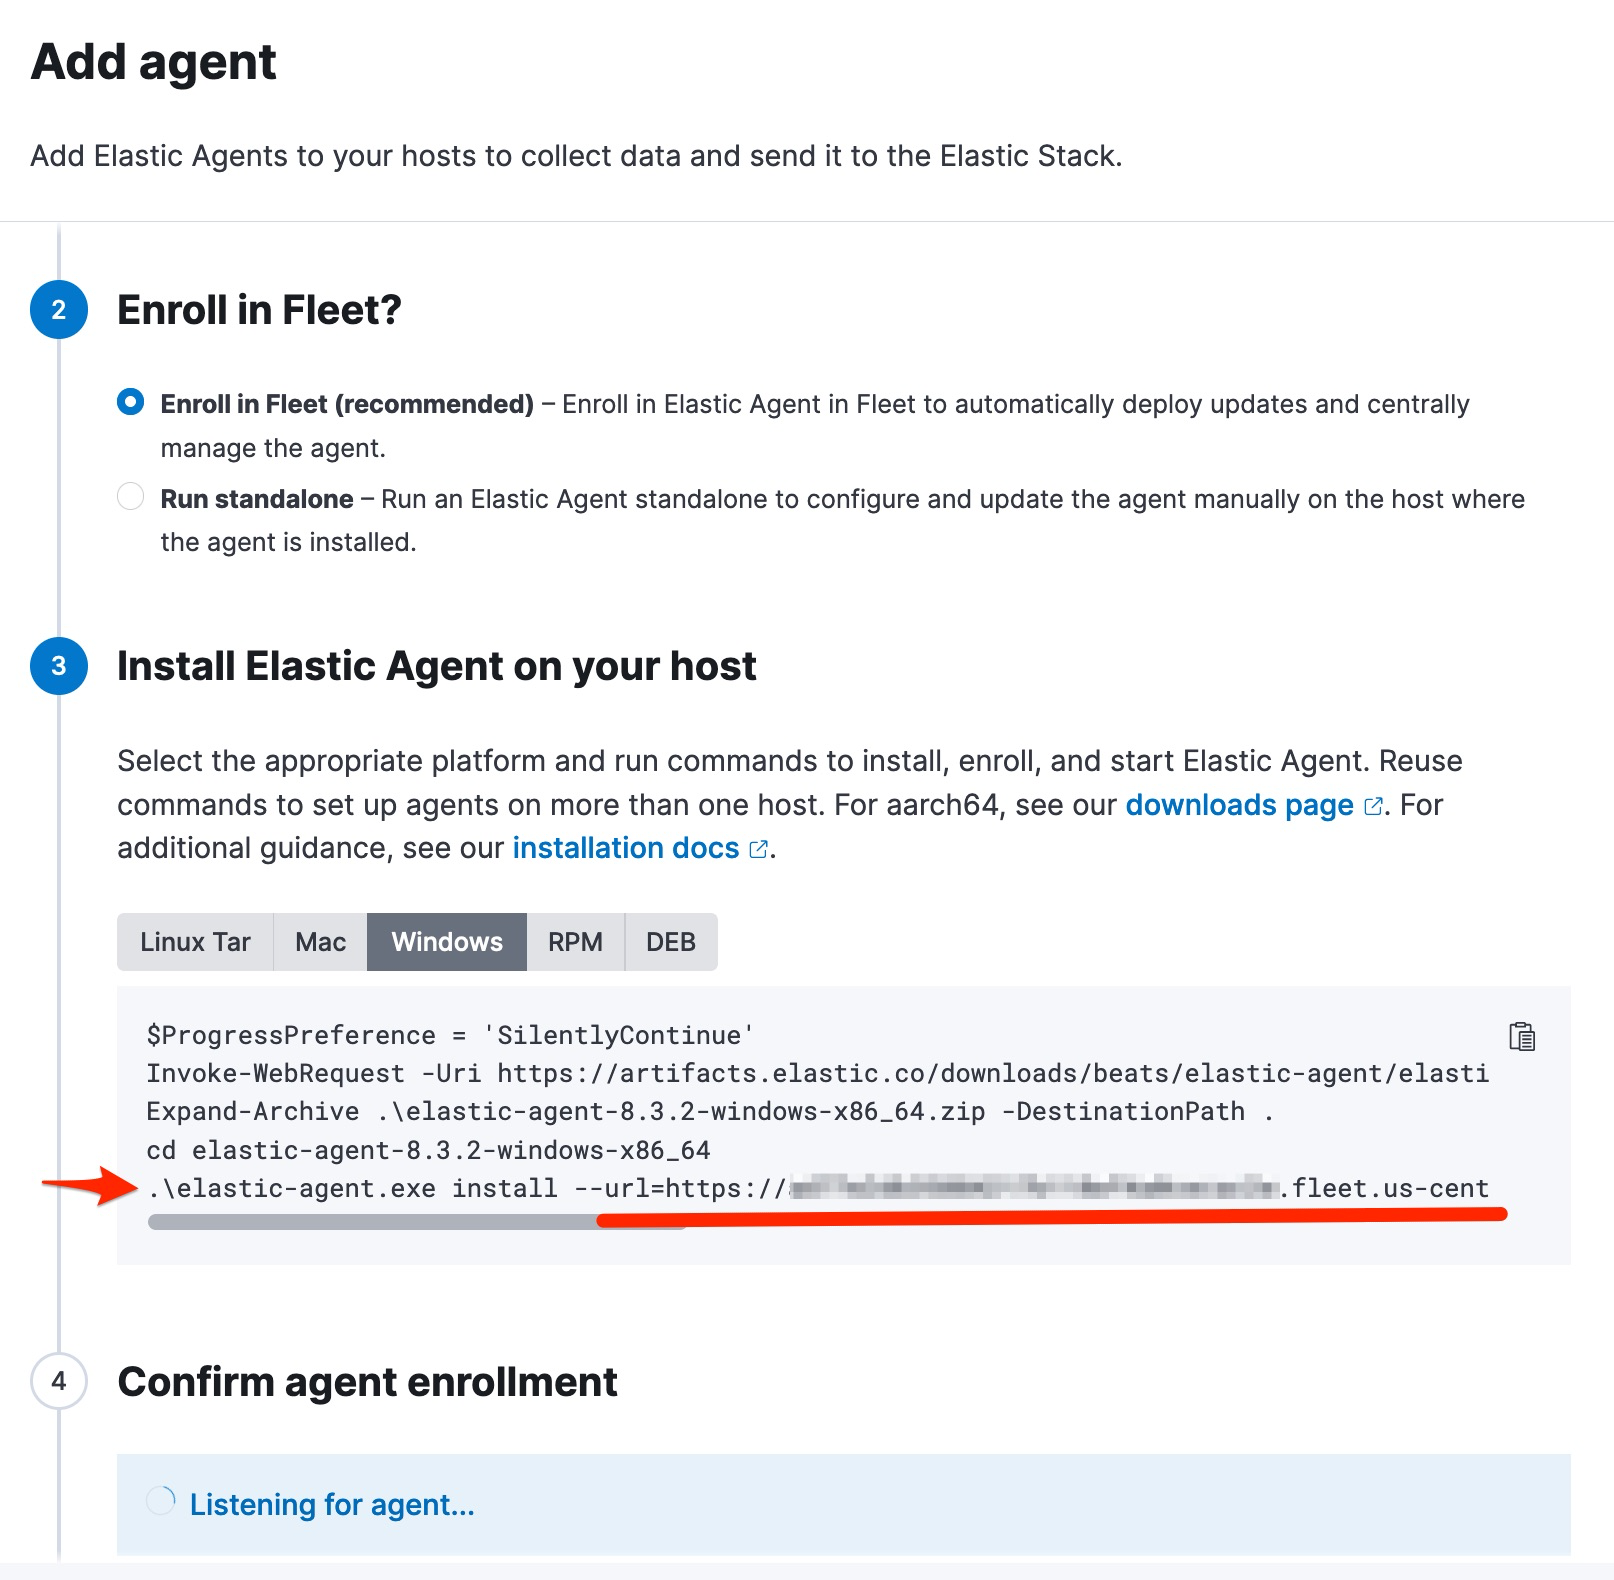 Add agent
Add Elastic Agents to your hosts to collect data and send it to the Elastic Stack.
2 Enroll in Fleet?
Enroll in Fleet (recommended) – Enroll in Elastic Agent in Fleet to automatically deploy updates and centrally
manage the agent.
Run standalone – Run an Elastic Agent standalone to configure and update the agent manually on the host where
the agent is installed.
3 Install Elastic Agent on your host
Select the appropriate platform and run commands to install, enroll, and start Elastic Agent. Reuse
commands to set up agents on more than one host. For aarch64, see our downloads page. For
additional guidance, see our installation docs.
Linux Tar Mac Windows RPM DEB
$ProgressPreference = 'SilentlyContinue'
Invoke-WebRequest -Uri https://artifacts.elastic.co/downloads/beats/elastic-agent/elasti
Expand-Archive .\elastic-agent-8.3.2-windows-x86_64.zip -DestinationPath .
cd elastic-agent-8.3.2-windows-x86_64
.\elastic-agent.exe install --url=https:// .fleet.us-cent
4 Confirm agent enrollment
Listening for agent...